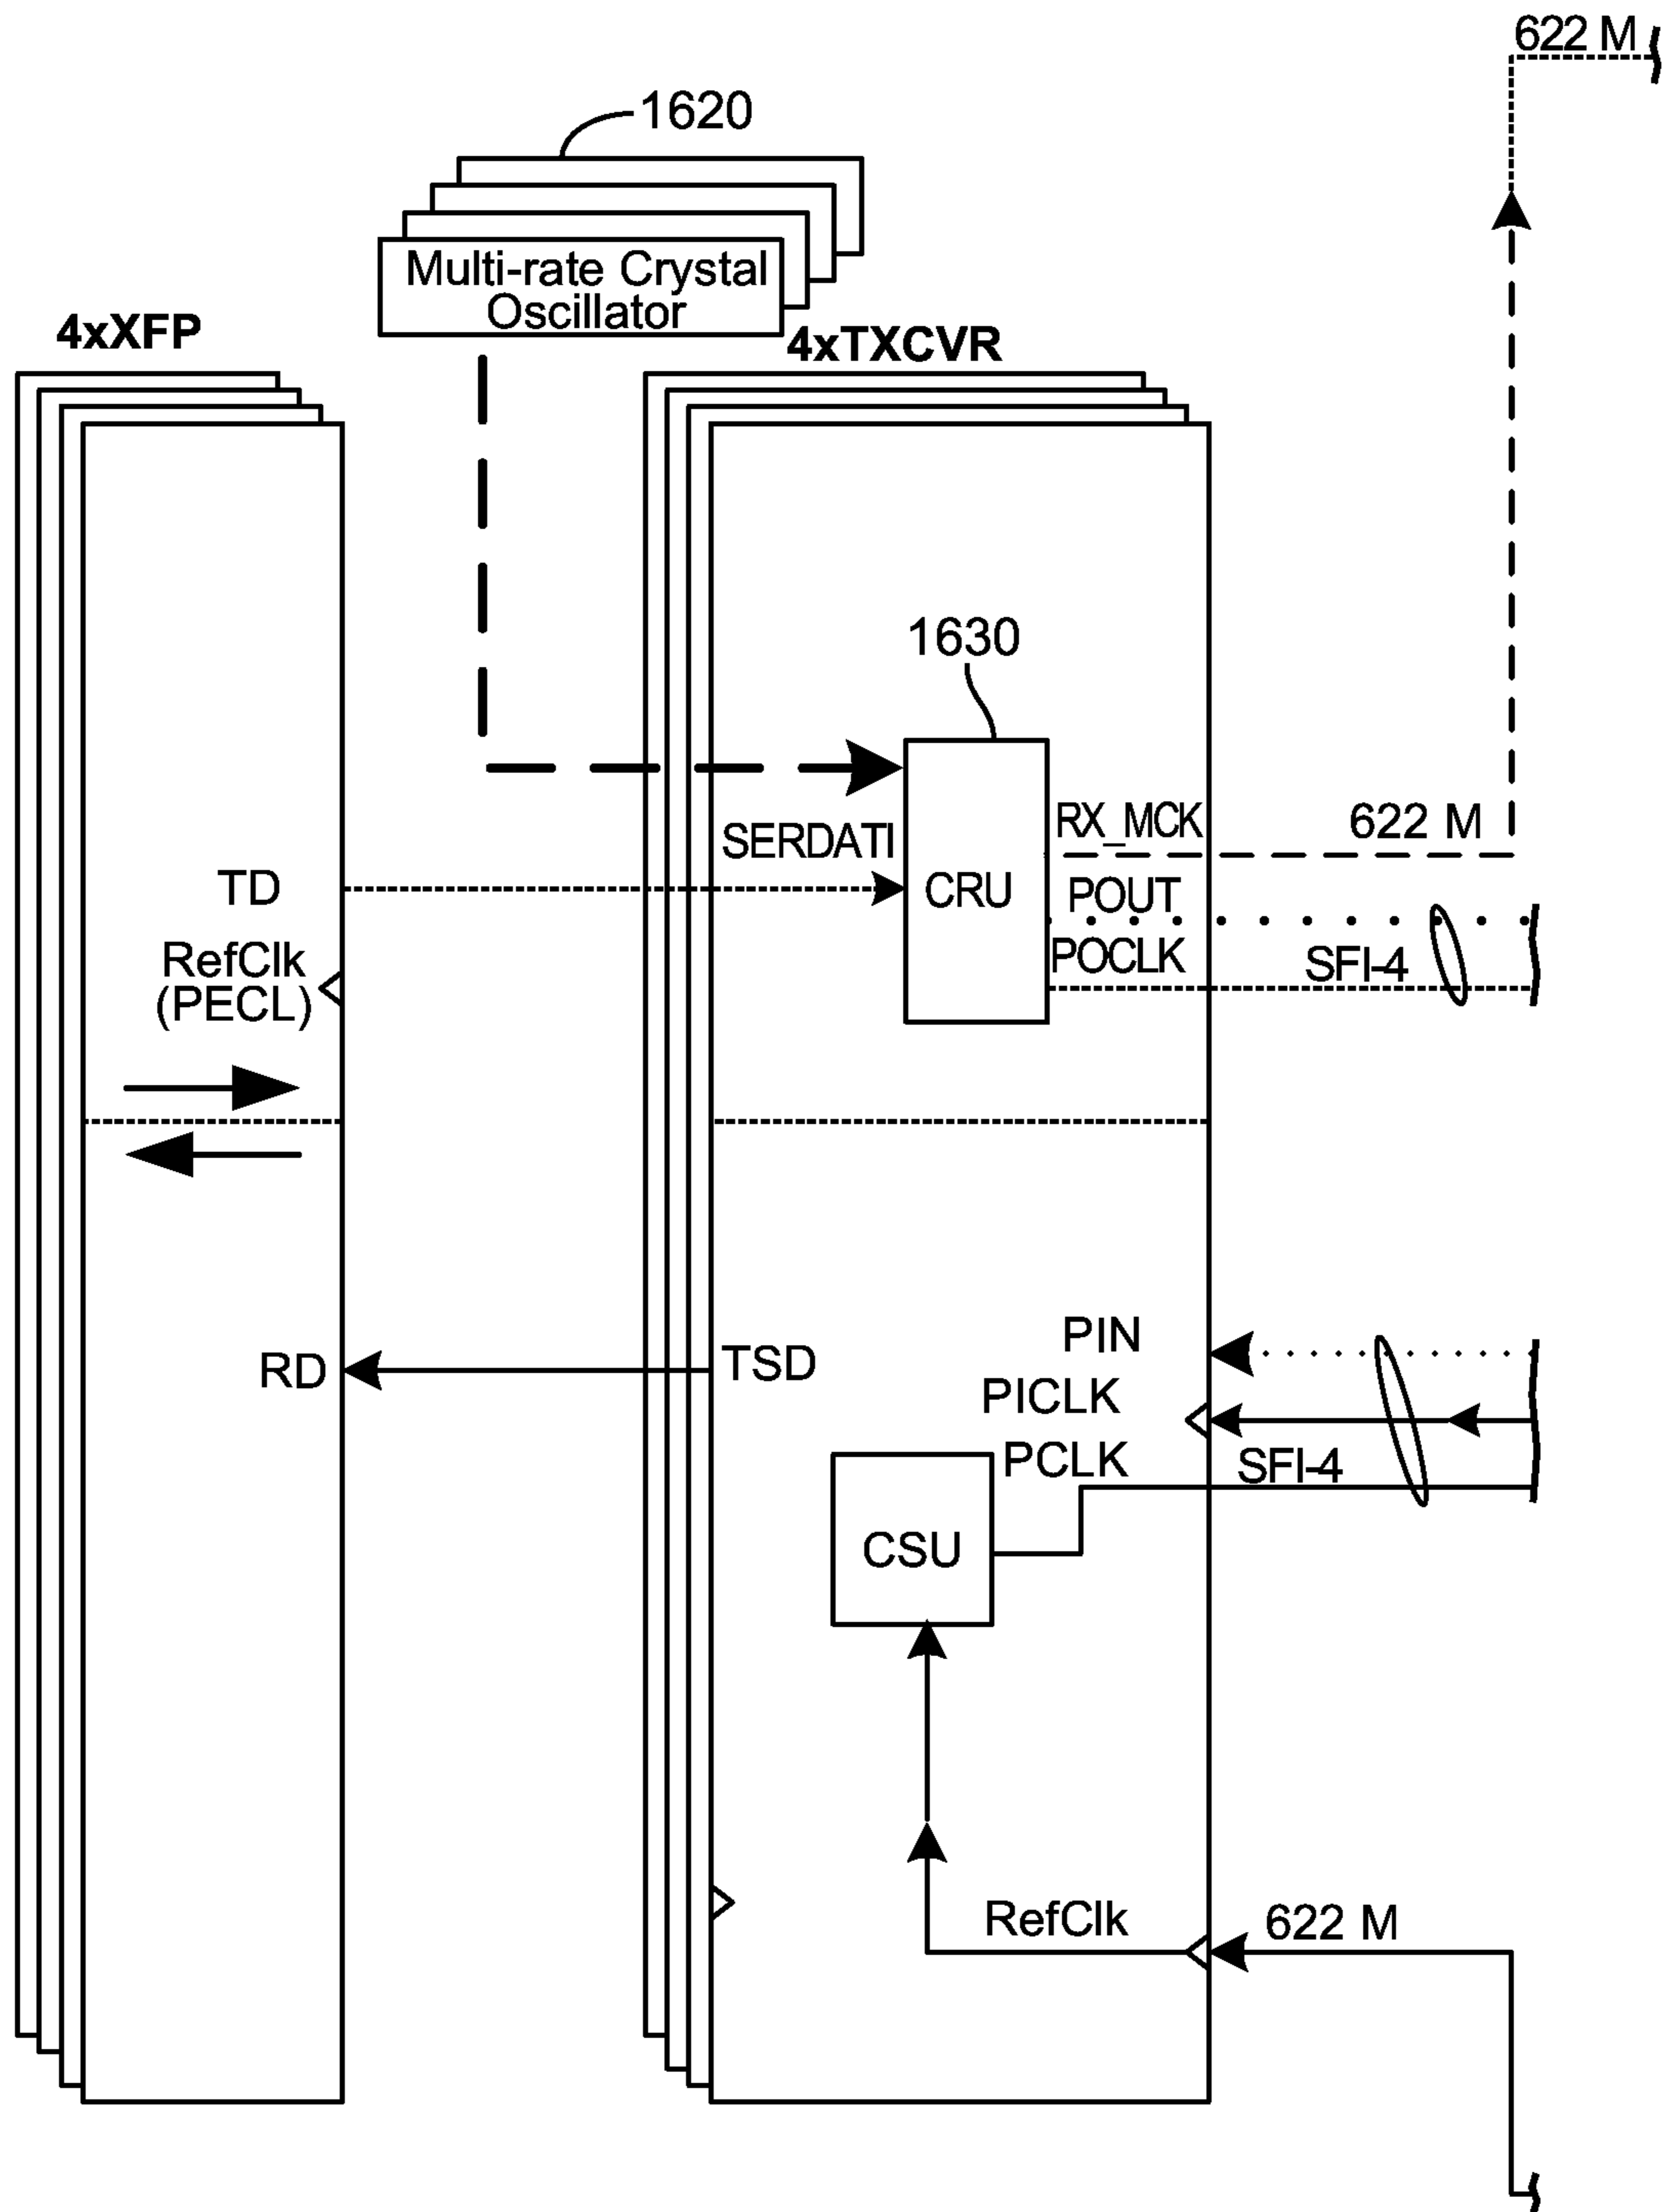 622 M
1620
Multi-rate Crystal
Oscillator
4xXFP
4xTXCVR
1630
RX_MCK
622 M
SERDATI
TD
CRU
POUT
RefClk
(PECL)
POCLK
SFI-4
PIN
RD
TSD
PICLK
PCLK
SFI-4
CSU
RefClk
622 M